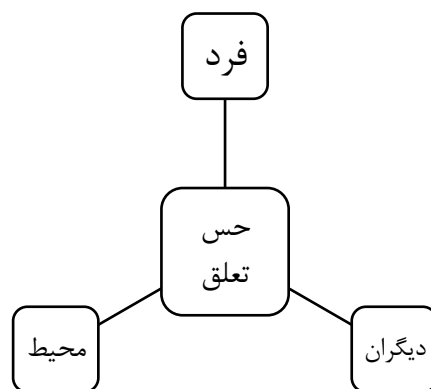 فرد
حس
تعلق
دیگران
محیط